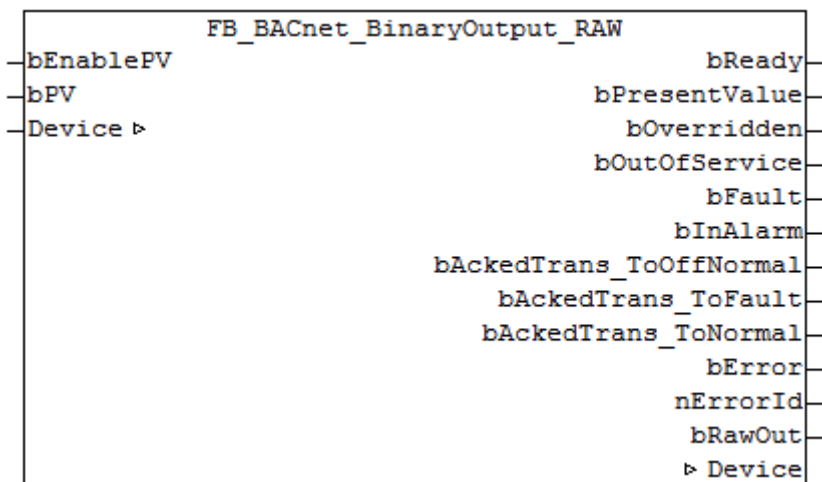 FB_BACnet_BinaryOutput_RAW
bEnablePV bReady
bPV bPresentValue
Device bOverridden
bOutOfService
bFault
bInAlarm
bAckedTrans_ToOffNormal
bAckedTrans_ToFault
bAckedTrans_ToNormal
bError
nErrorId
bRawOut
Device